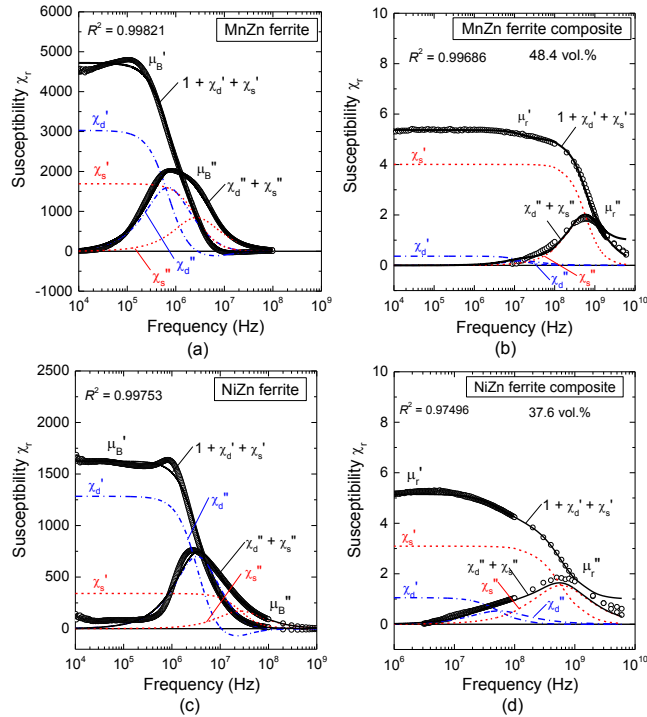 R² = 0.99821
MnZn ferrite
μB'
1 + χd' + χs'
χd'
χs'
μB"
χd" + χs"
χs"
χd"
Susceptibility χr
6000
5000
4000
3000
2000
1000
0
-1000
10⁴ 10⁵ 10⁶ 10⁷ 10⁸ 10⁹
Frequency (Hz)
(a)
MnZn ferrite composite
R² = 0.99686
48.4 vol.%
μr'
1 + χd' + χs'
χs'
χd" + χs"
μr"
χd'
χs"
χd"
Susceptibility χr
10
8
6
4
2
0
10⁴ 10⁵ 10⁶ 10⁷ 10⁸ 10⁹ 10¹⁰
Frequency (Hz)
(b)
NiZn ferrite
R² = 0.99753
μB'
1 + χd' + χs'
χd'
χd"
χd" + χs"
χs'
χs"
μB"
Susceptibility χr
2500
2000
1500
1000
500
0
10⁴ 10⁵ 10⁶ 10⁷ 10⁸ 10⁹
Frequency (Hz)
(c)
NiZn ferrite composite
R² = 0.97496
37.6 vol.%
μr'
1 + χd' + χs'
χs'
χd" + χs"
μr"
χs"
χd'
χd"
Susceptibility χr
10
8
6
4
2
0
10⁶ 10⁷ 10⁸ 10⁹ 10¹⁰
Frequency (Hz)
(d)